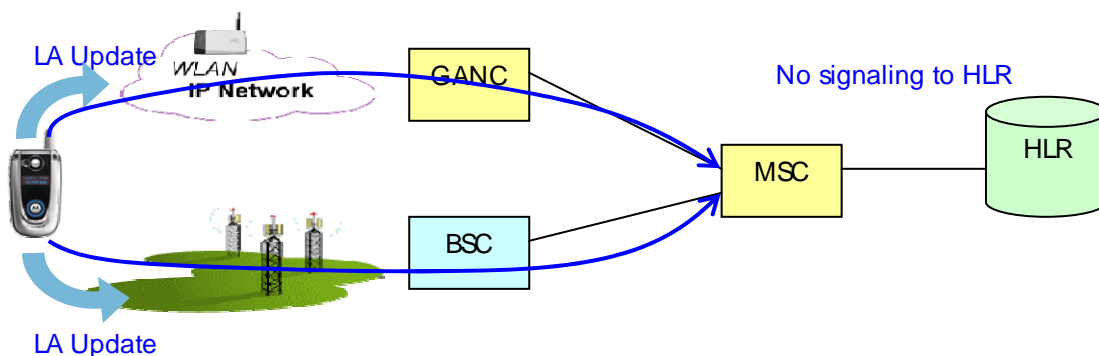 LA Update
WLAN
IP Network
GANC
No signaling to HLR
HLR
MSC
BSC
LA Update